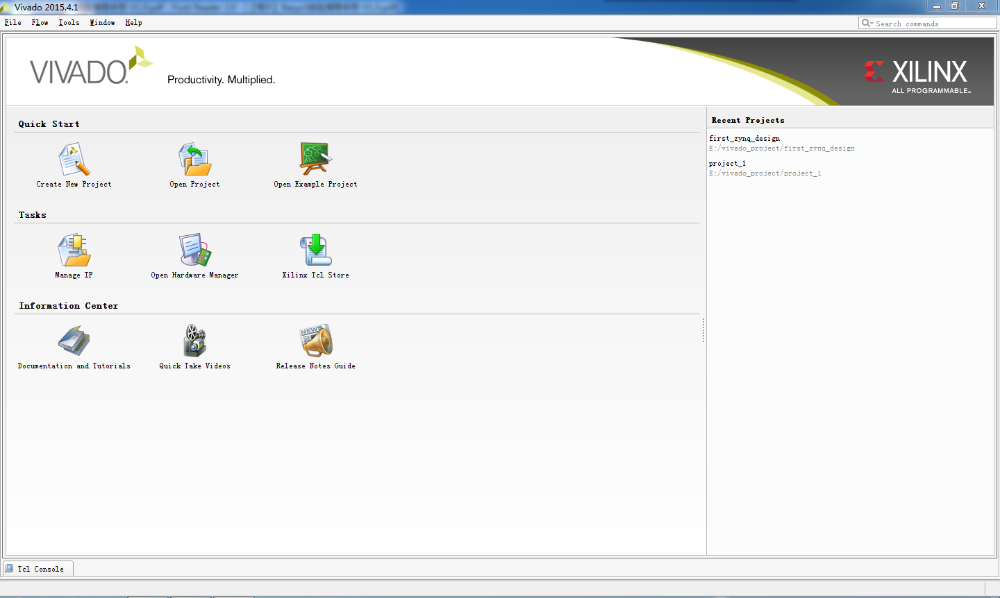 Vivado 2015.4.1
File Flow Tools Window Help
Search commands
VIVADO.
Productivity. Multiplied.
XILINX
ALL PROGRAMMABLE™
Quick Start
Create New Project
Open Project
Open Example Project
Tasks
Manage IP
Open Hardware Manager
Xilinx Tcl Store
Information Center
NEWS
Documentation and Tutorials
Quick Take Videos
Release Notes Guide
Recent Projects
first_zynq_design
E:/vivado_project/first_zynq_design
project_1
E:/vivado_project/project_1
Tcl Console